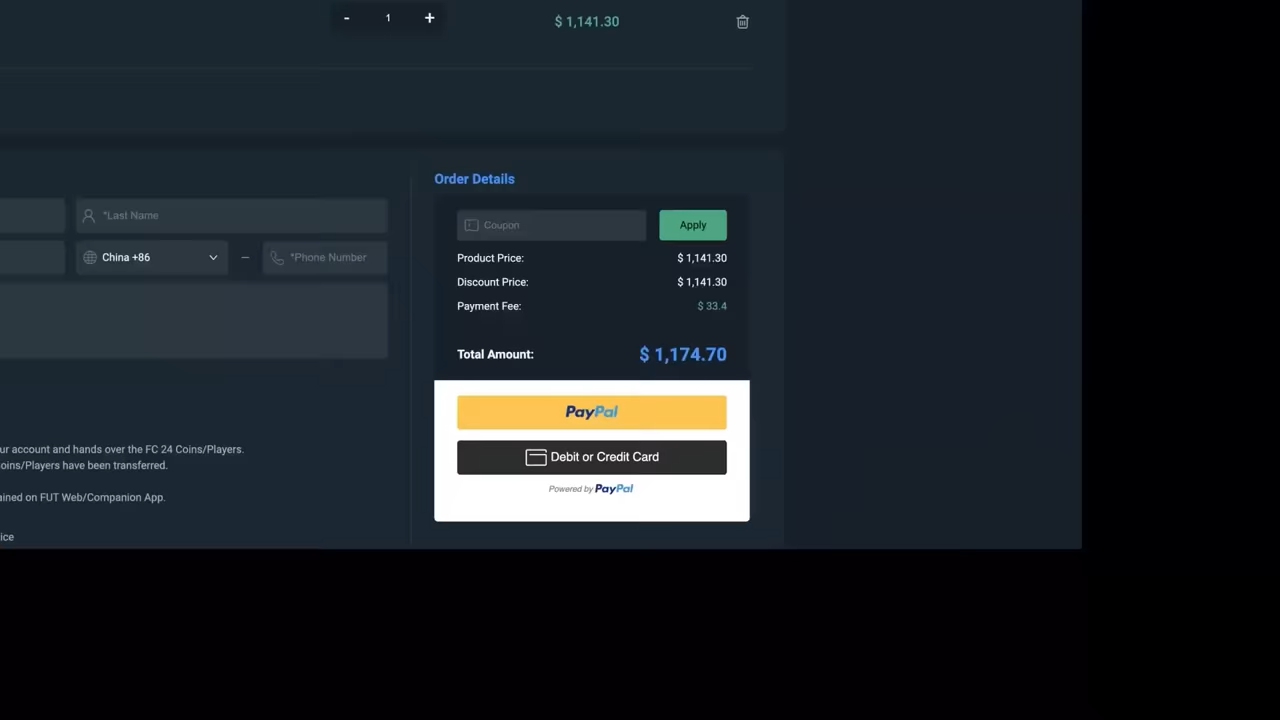 - 1 + $ 1,141.30
Order Details
*Last Name
Coupon Apply
China +86 – *Phone Number
Product Price: $ 1,141.30
Discount Price: $ 1,141.30
Payment Fee: $ 33.4
Total Amount: $ 1,174.70
PayPal
Debit or Credit Card
Powered by PayPal
ur account and hands over the FC 24 Coins/Players.
oins/Players have been transferred.
ained on FUT Web/Companion App.
ice